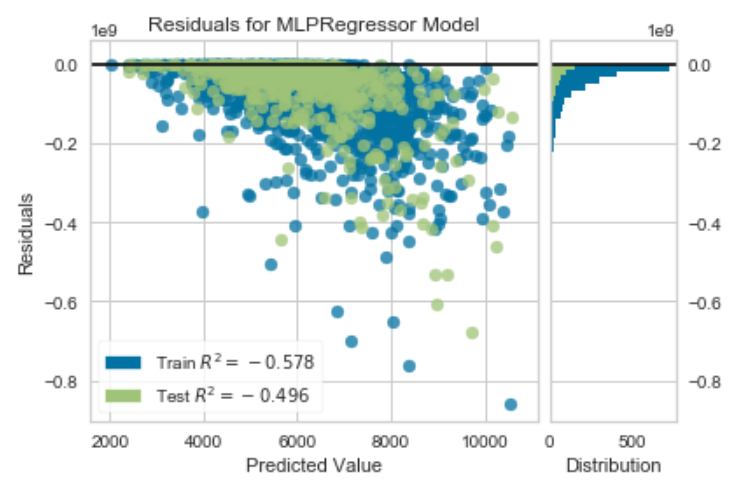 Residuals for MLPRegressor Model
1e9
1e9
0.0
−0.2
−0.4
−0.6
−0.8
Residuals
0.0
−0.2
−0.4
−0.6
−0.8
Train R² = −0.578
Test R² = −0.496
2000
4000
6000
8000
10000
0
500
Predicted Value
Distribution